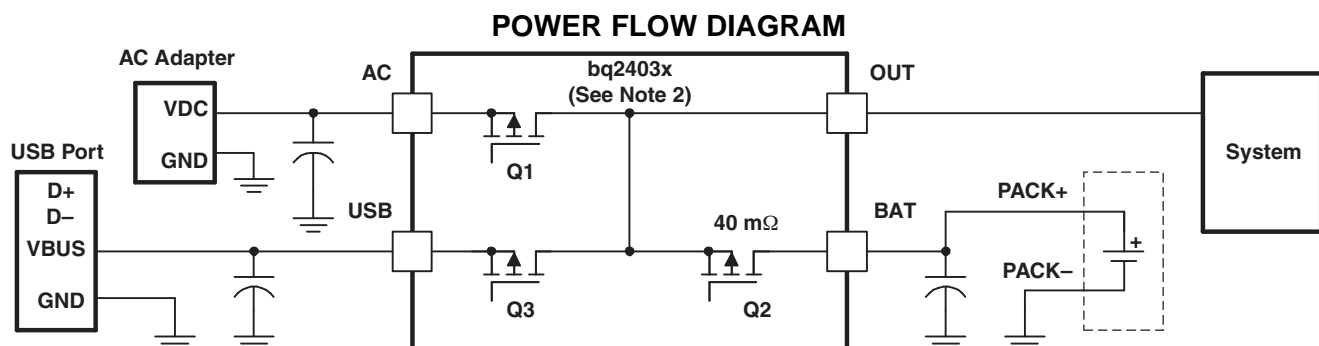 POWER FLOW DIAGRAM
AC Adapter
VDC
GND
AC
bq2403x
(See Note 2)
OUT
Q1
System
USB Port
D+
D–
VBUS
GND
USB
Q3
40 mΩ
Q2
BAT
PACK+
+
PACK–